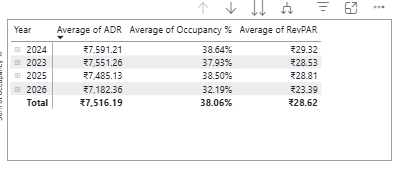 Year Average of ADR Average of Occupancy % Average of RevPAR
2024 ₹7,591.21 38.64% ₹29.32
2023 ₹7,551.26 37.93% ₹28.53
2025 ₹7,485.13 38.50% ₹28.81
2026 ₹7,182.36 32.19% ₹23.39
Total ₹7,516.19 38.06% ₹28.62